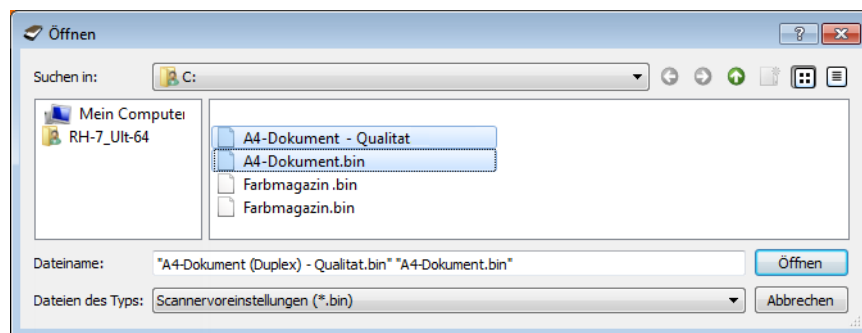 Öffnen
Suchen in:
C:
Mein Computer
RH-7_Ult-64
A4-Dokument - Qualitat
A4-Dokument.bin
Farbmagazin .bin
Farbmagazin.bin
Dateiname:
"A4-Dokument (Duplex) - Qualitat.bin" "A4-Dokument.bin"
Öffnen
Dateien des Typs:
Scannervoreinstellungen (*.bin)
Abbrechen